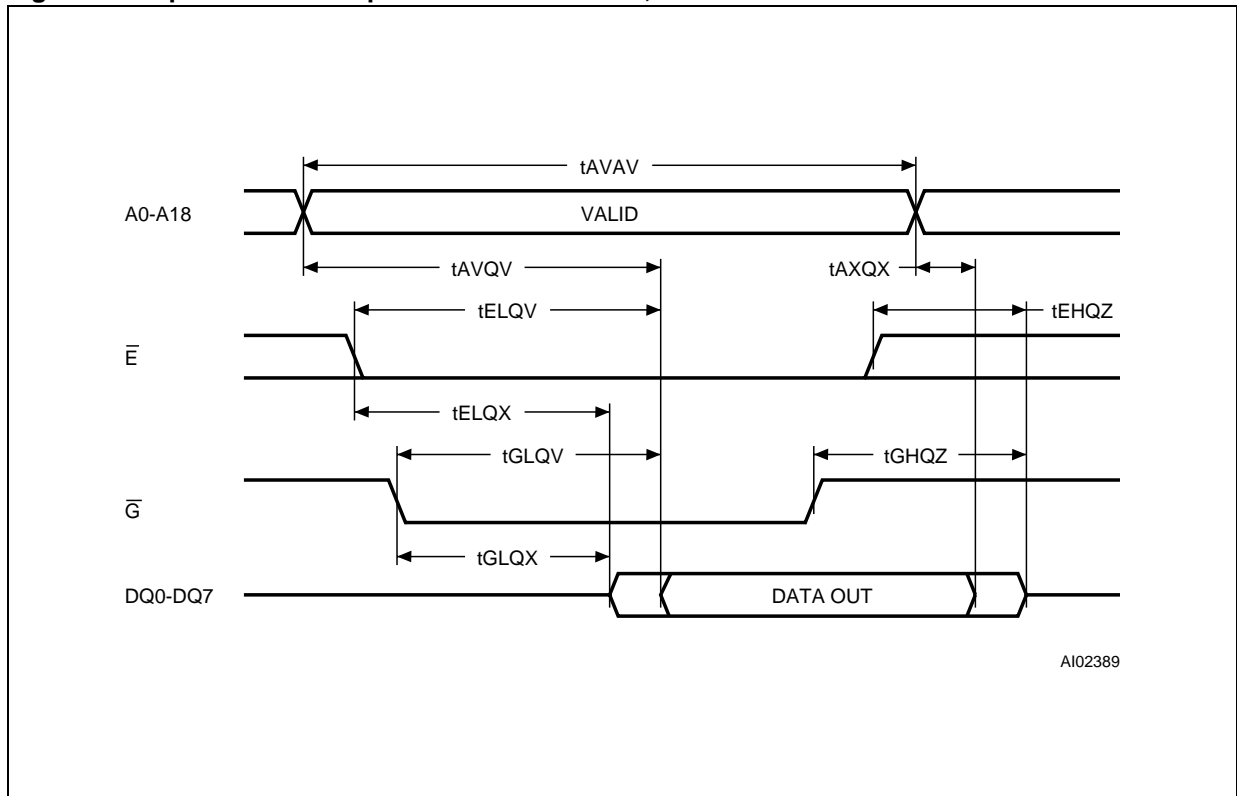 tAVAV
A0-A18 VALID
tAVQV tAXQX
tELQV tEHQZ
E̅
tELQX
tGLQV tGHQZ
G̅
tGLQX
DQ0-DQ7 DATA OUT
AI02389